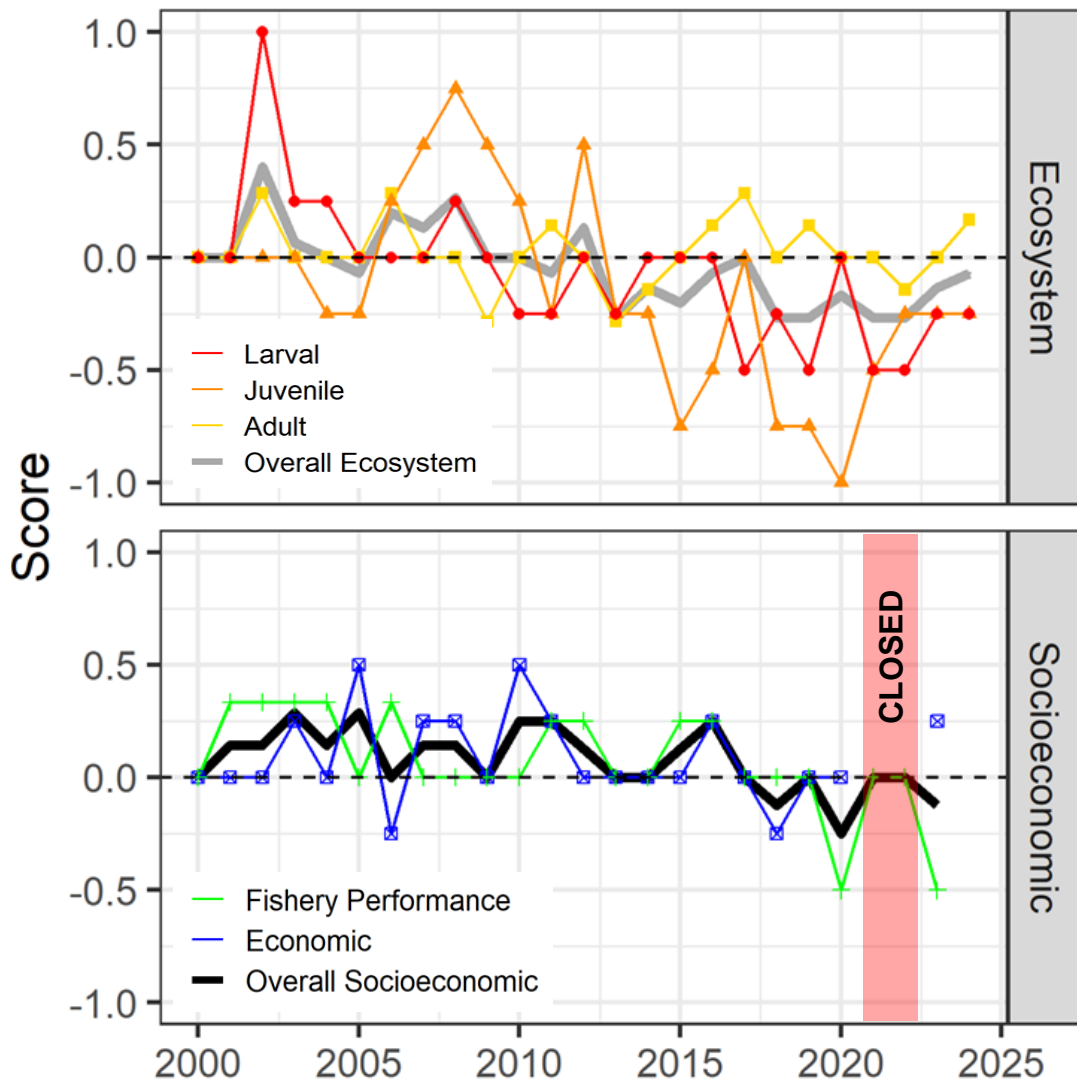 Score
1.0
0.5
0.0
-0.5
-1.0
Larval
Juvenile
Adult
Overall Ecosystem
Ecosystem
1.0
0.5
0.0
-0.5
-1.0
CLOSED
Fishery Performance
Economic
Overall Socioeconomic
Socioeconomic
2000 2005 2010 2015 2020 2025